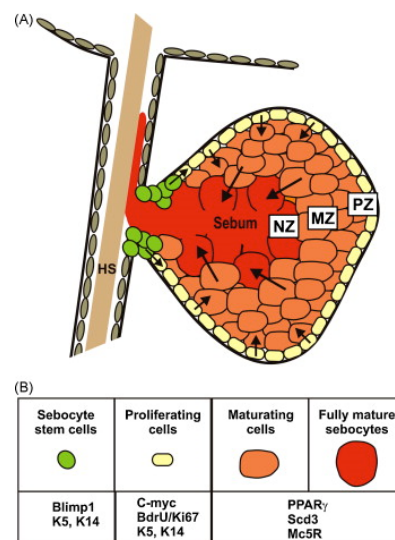 (A)
PZ
MZ
NZ
Sebum
HS
(B)
Sebocyte
stem cells
Proliferating
cells
Maturating
cells
Fully mature
sebocytes
Blimp1
K5, K14
C-myc
BdrU/Ki67
K5, K14
PPARγ
Scd3
Mc5R